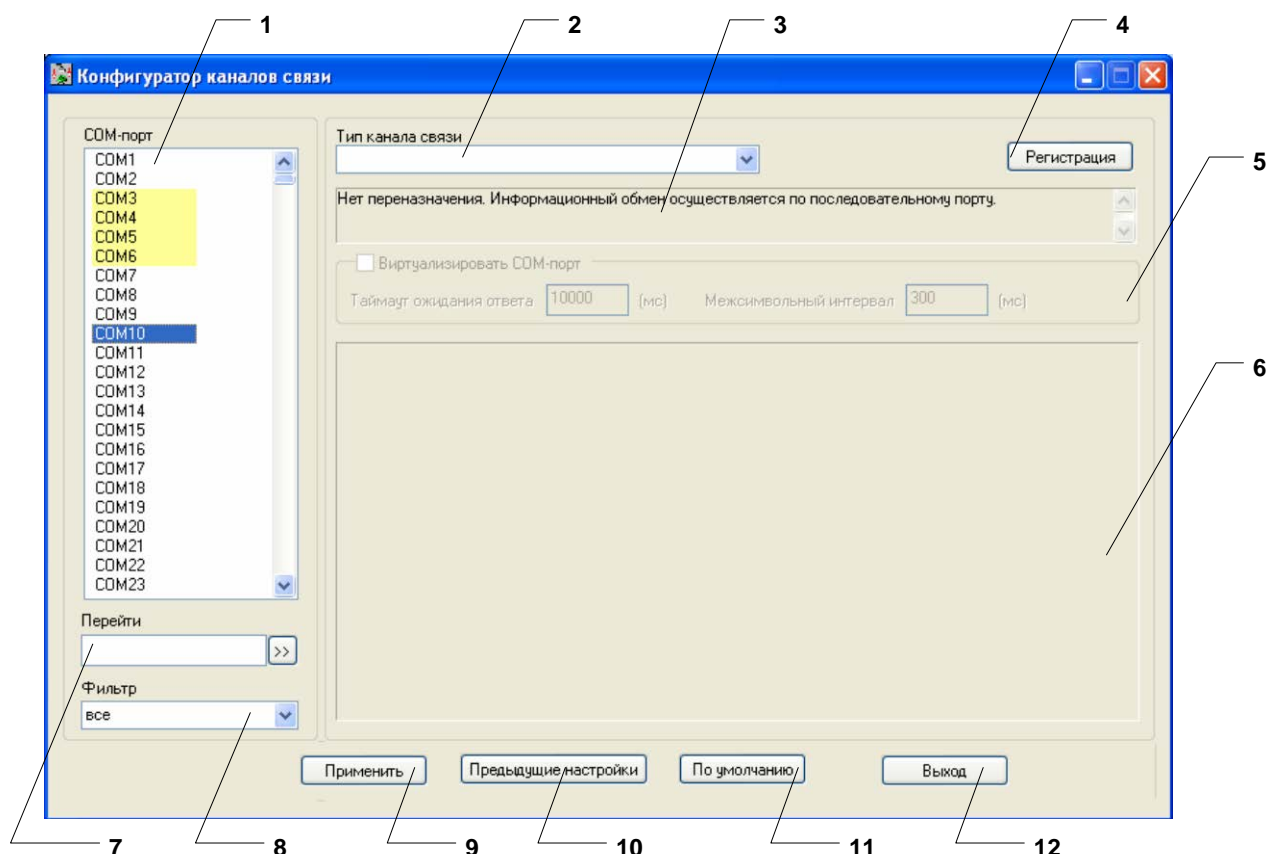 1 2 3 4
Конфигуратор каналов связи
COM-порт
COM1
COM2
COM3
COM4
COM5
COM6
COM7
COM8
COM9
COM10
COM11
COM12
COM13
COM14
COM15
COM16
COM17
COM18
COM19
COM20
COM21
COM22
COM23
Перейти
>>
Фильтр
все
Тип канала связи
Регистрация
5
Нет переназначения. Информационный обмен осуществляется по последовательному порту.
Виртуализировать COM-порт
Таймаут ожидания ответа 10000 (мс) Межсимвольный интервал 300 (мс)
6
Применить Предыдущие настройки По умолчанию Выход
7 8 9 10 11 12